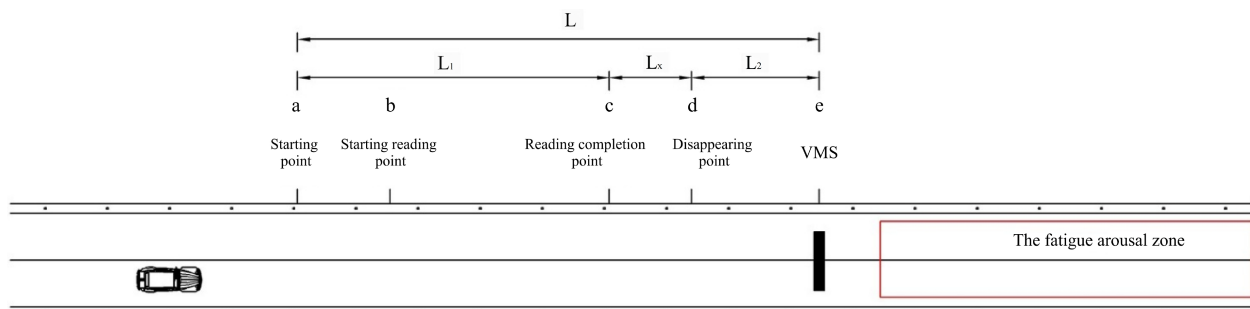 L
L₁ Lₓ L₂
a b c d e
Starting Starting reading Reading completion Disappearing VMS
point point point point
The fatigue arousal zone